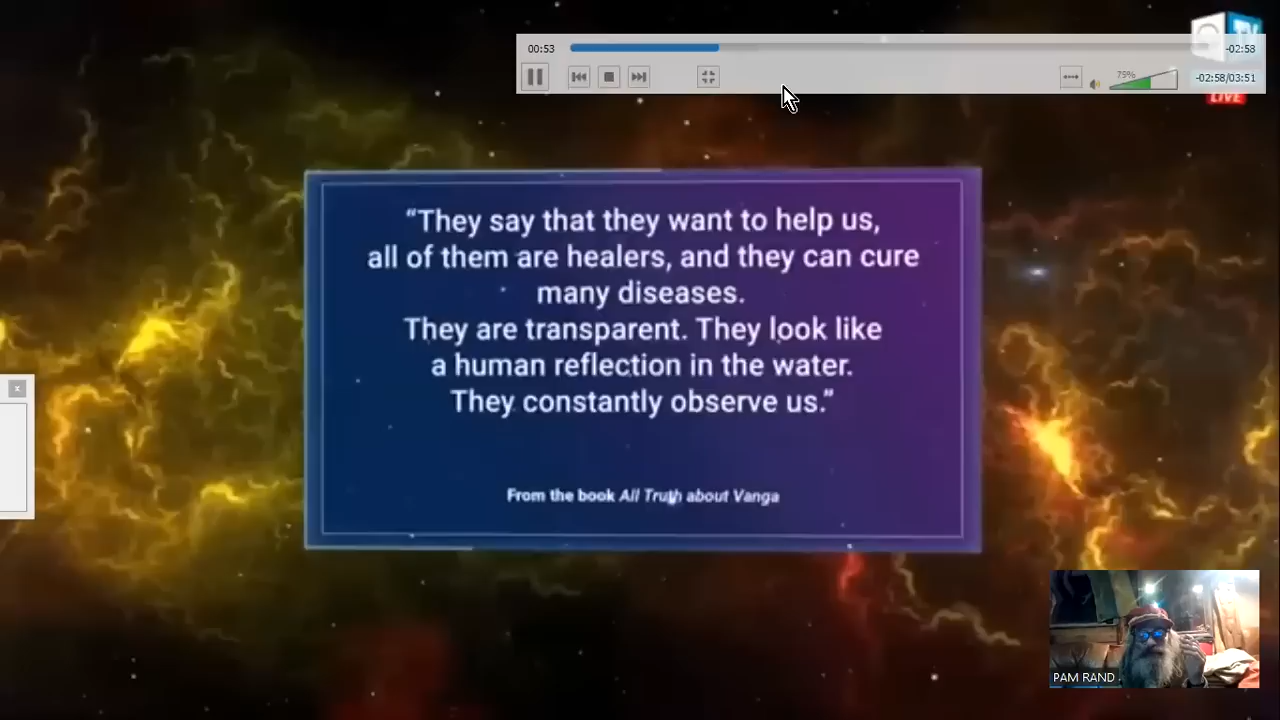 TV
00:53
-02:58
79%
-02:58/03:51
LIVE
“They say that they want to help us,
all of them are healers, and they can cure
many diseases.
They are transparent. They look like
a human reflection in the water.
They constantly observe us.”
From the book All Truth about Vanga
x
PAM RAND